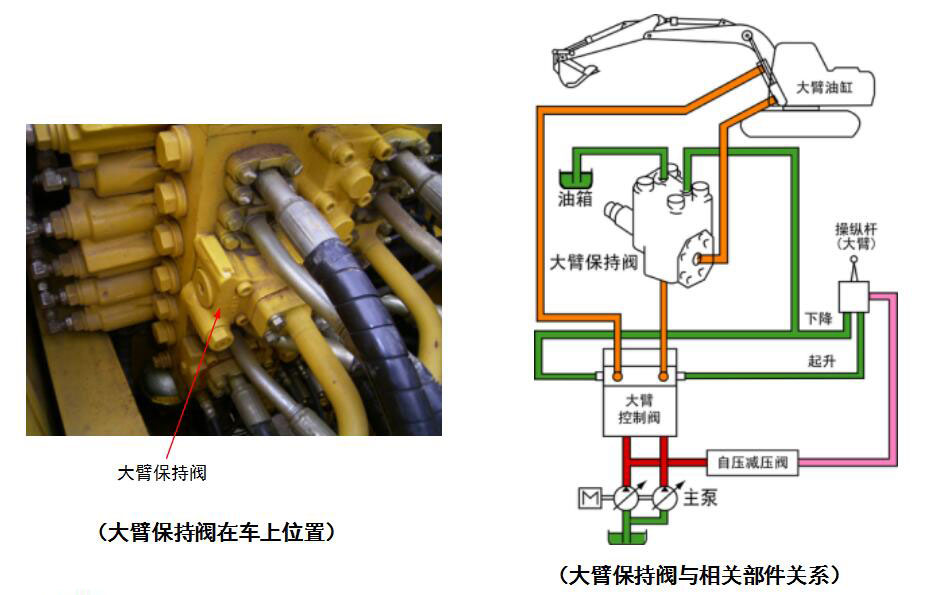 大臂保持阀
（大臂保持阀在车上位置）
大臂油缸
油箱
大臂保持阀
操纵杆
（大臂）
下降
起升
大臂
控制阀
自压减压阀
M
主泵
（大臂保持阀与相关部件关系）